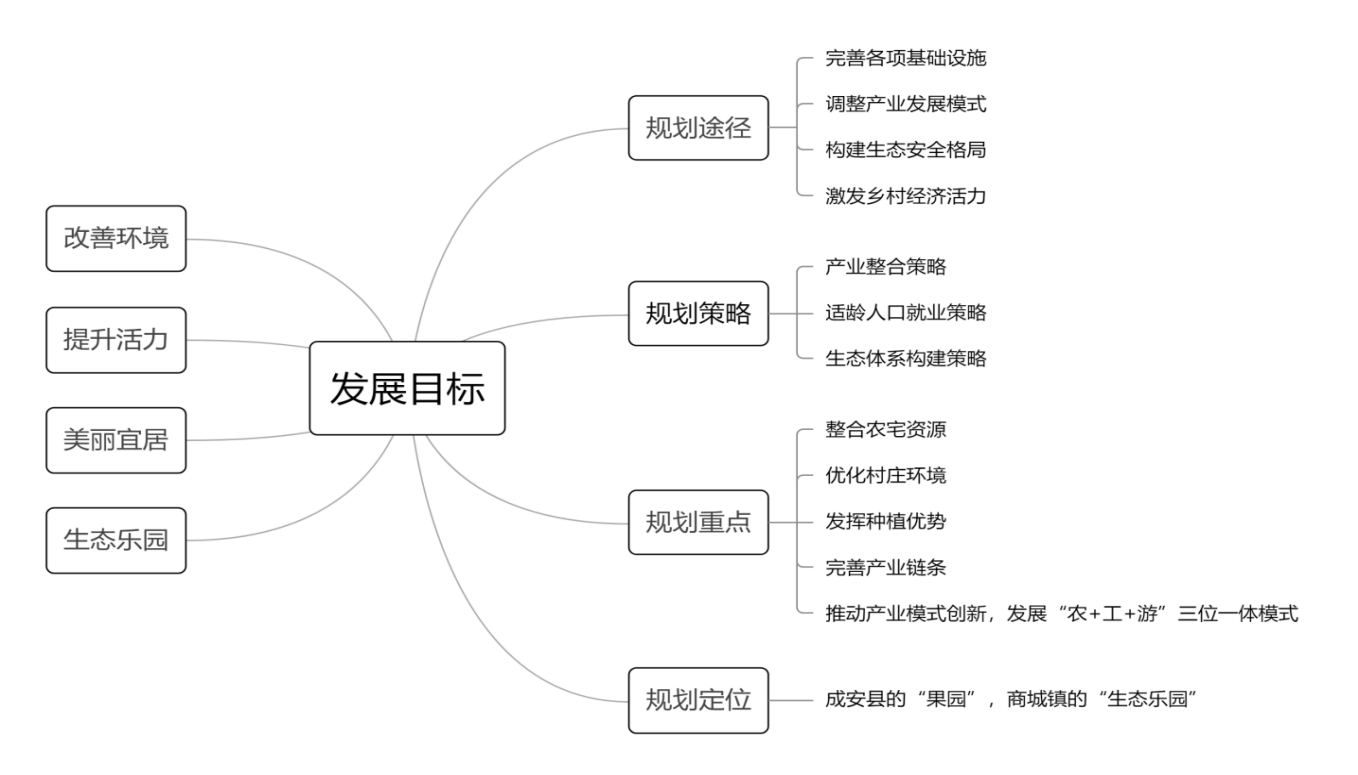 改善环境
提升活力
美丽宜居
生态乐园
发展目标
规划途径
完善各项基础设施
调整产业发展模式
构建生态安全格局
激发乡村经济活力
规划策略
产业整合策略
适龄人口就业策略
生态体系构建策略
规划重点
整合农宅资源
优化村庄环境
发挥种植优势
完善产业链条
推动产业模式创新，发展“农+工+游”三位一体模式
规划定位
成安县的“果园”，商城镇的“生态乐园”